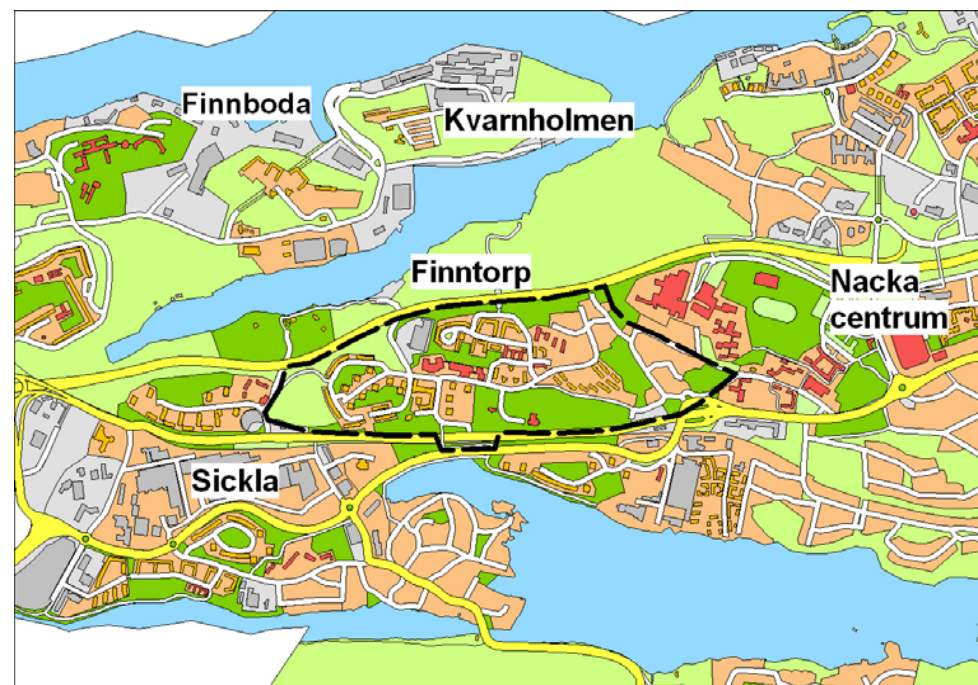 Finnboda
Kvarnholmen
Finntorp
Nacka
centrum
Sickla